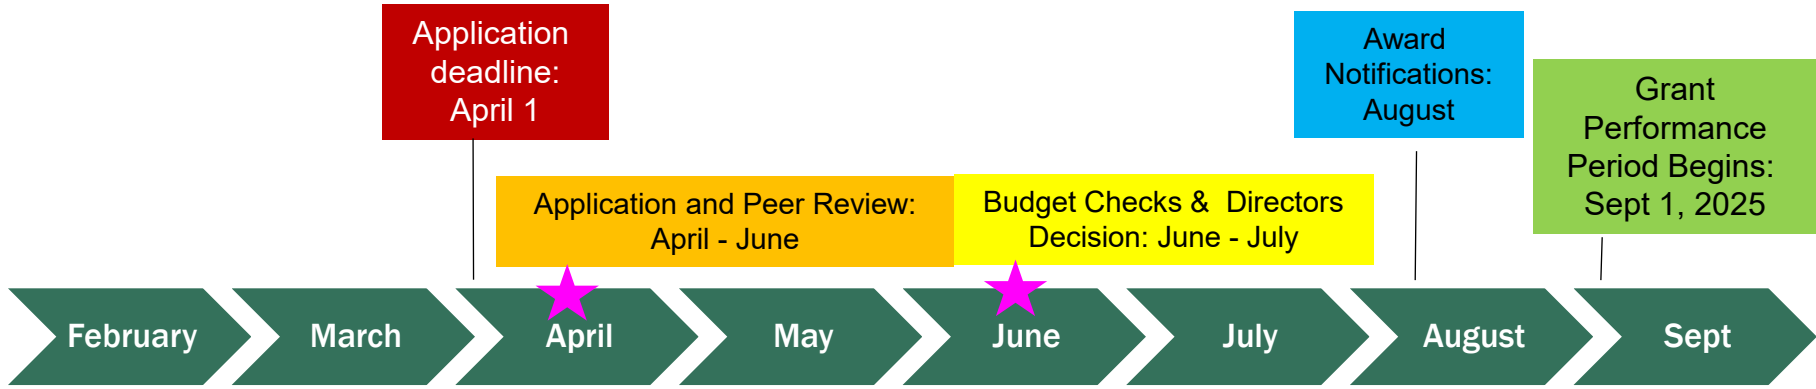 Application
deadline:
April 1
Award
Notifications:
August
Grant
Performance
Period Begins:
Sept 1, 2025
Application and Peer Review:
April - June
Budget Checks & Directors
Decision: June - July
February
March
April
May
June
July
August
Sept